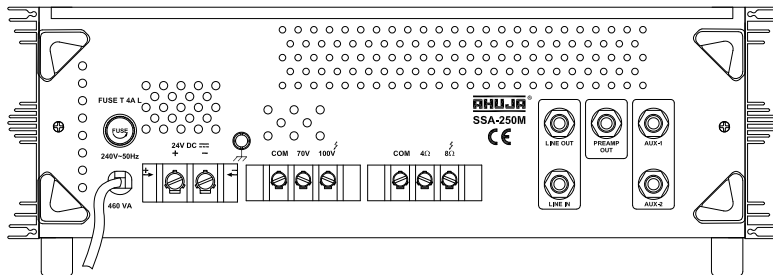 FUSE T 4A L
FUSE
240V~50Hz
460 VA
24V DC ⎓
+ −
+ −
COM 70V 100V
COM 4Ω 8Ω
AHUJA®
SSA-250M
CE
LINE OUT
PREAMP
OUT
AUX-1
LINE IN
AUX-2